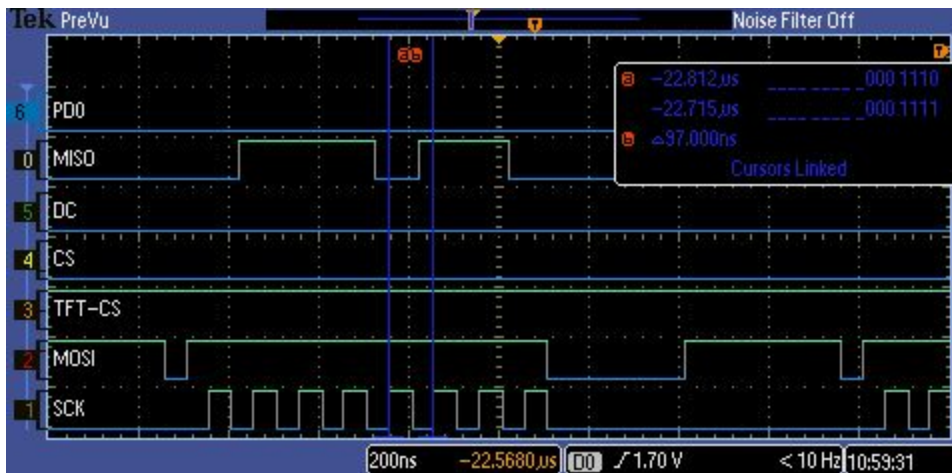 Tek PreVu
Noise Filter Off
T
T
a b
a -22.812µs ____ ____ _000 1110
-22.715µs ____ ____ _000 1111
b △97.000ns
Cursors Linked
6 PD0
0 MISO
5 DC
4 CS
3 TFT-CS
2 MOSI
1 SCK
200ns -22.5680µs D0 ∫ 1.70 V < 10 Hz 10:59:31